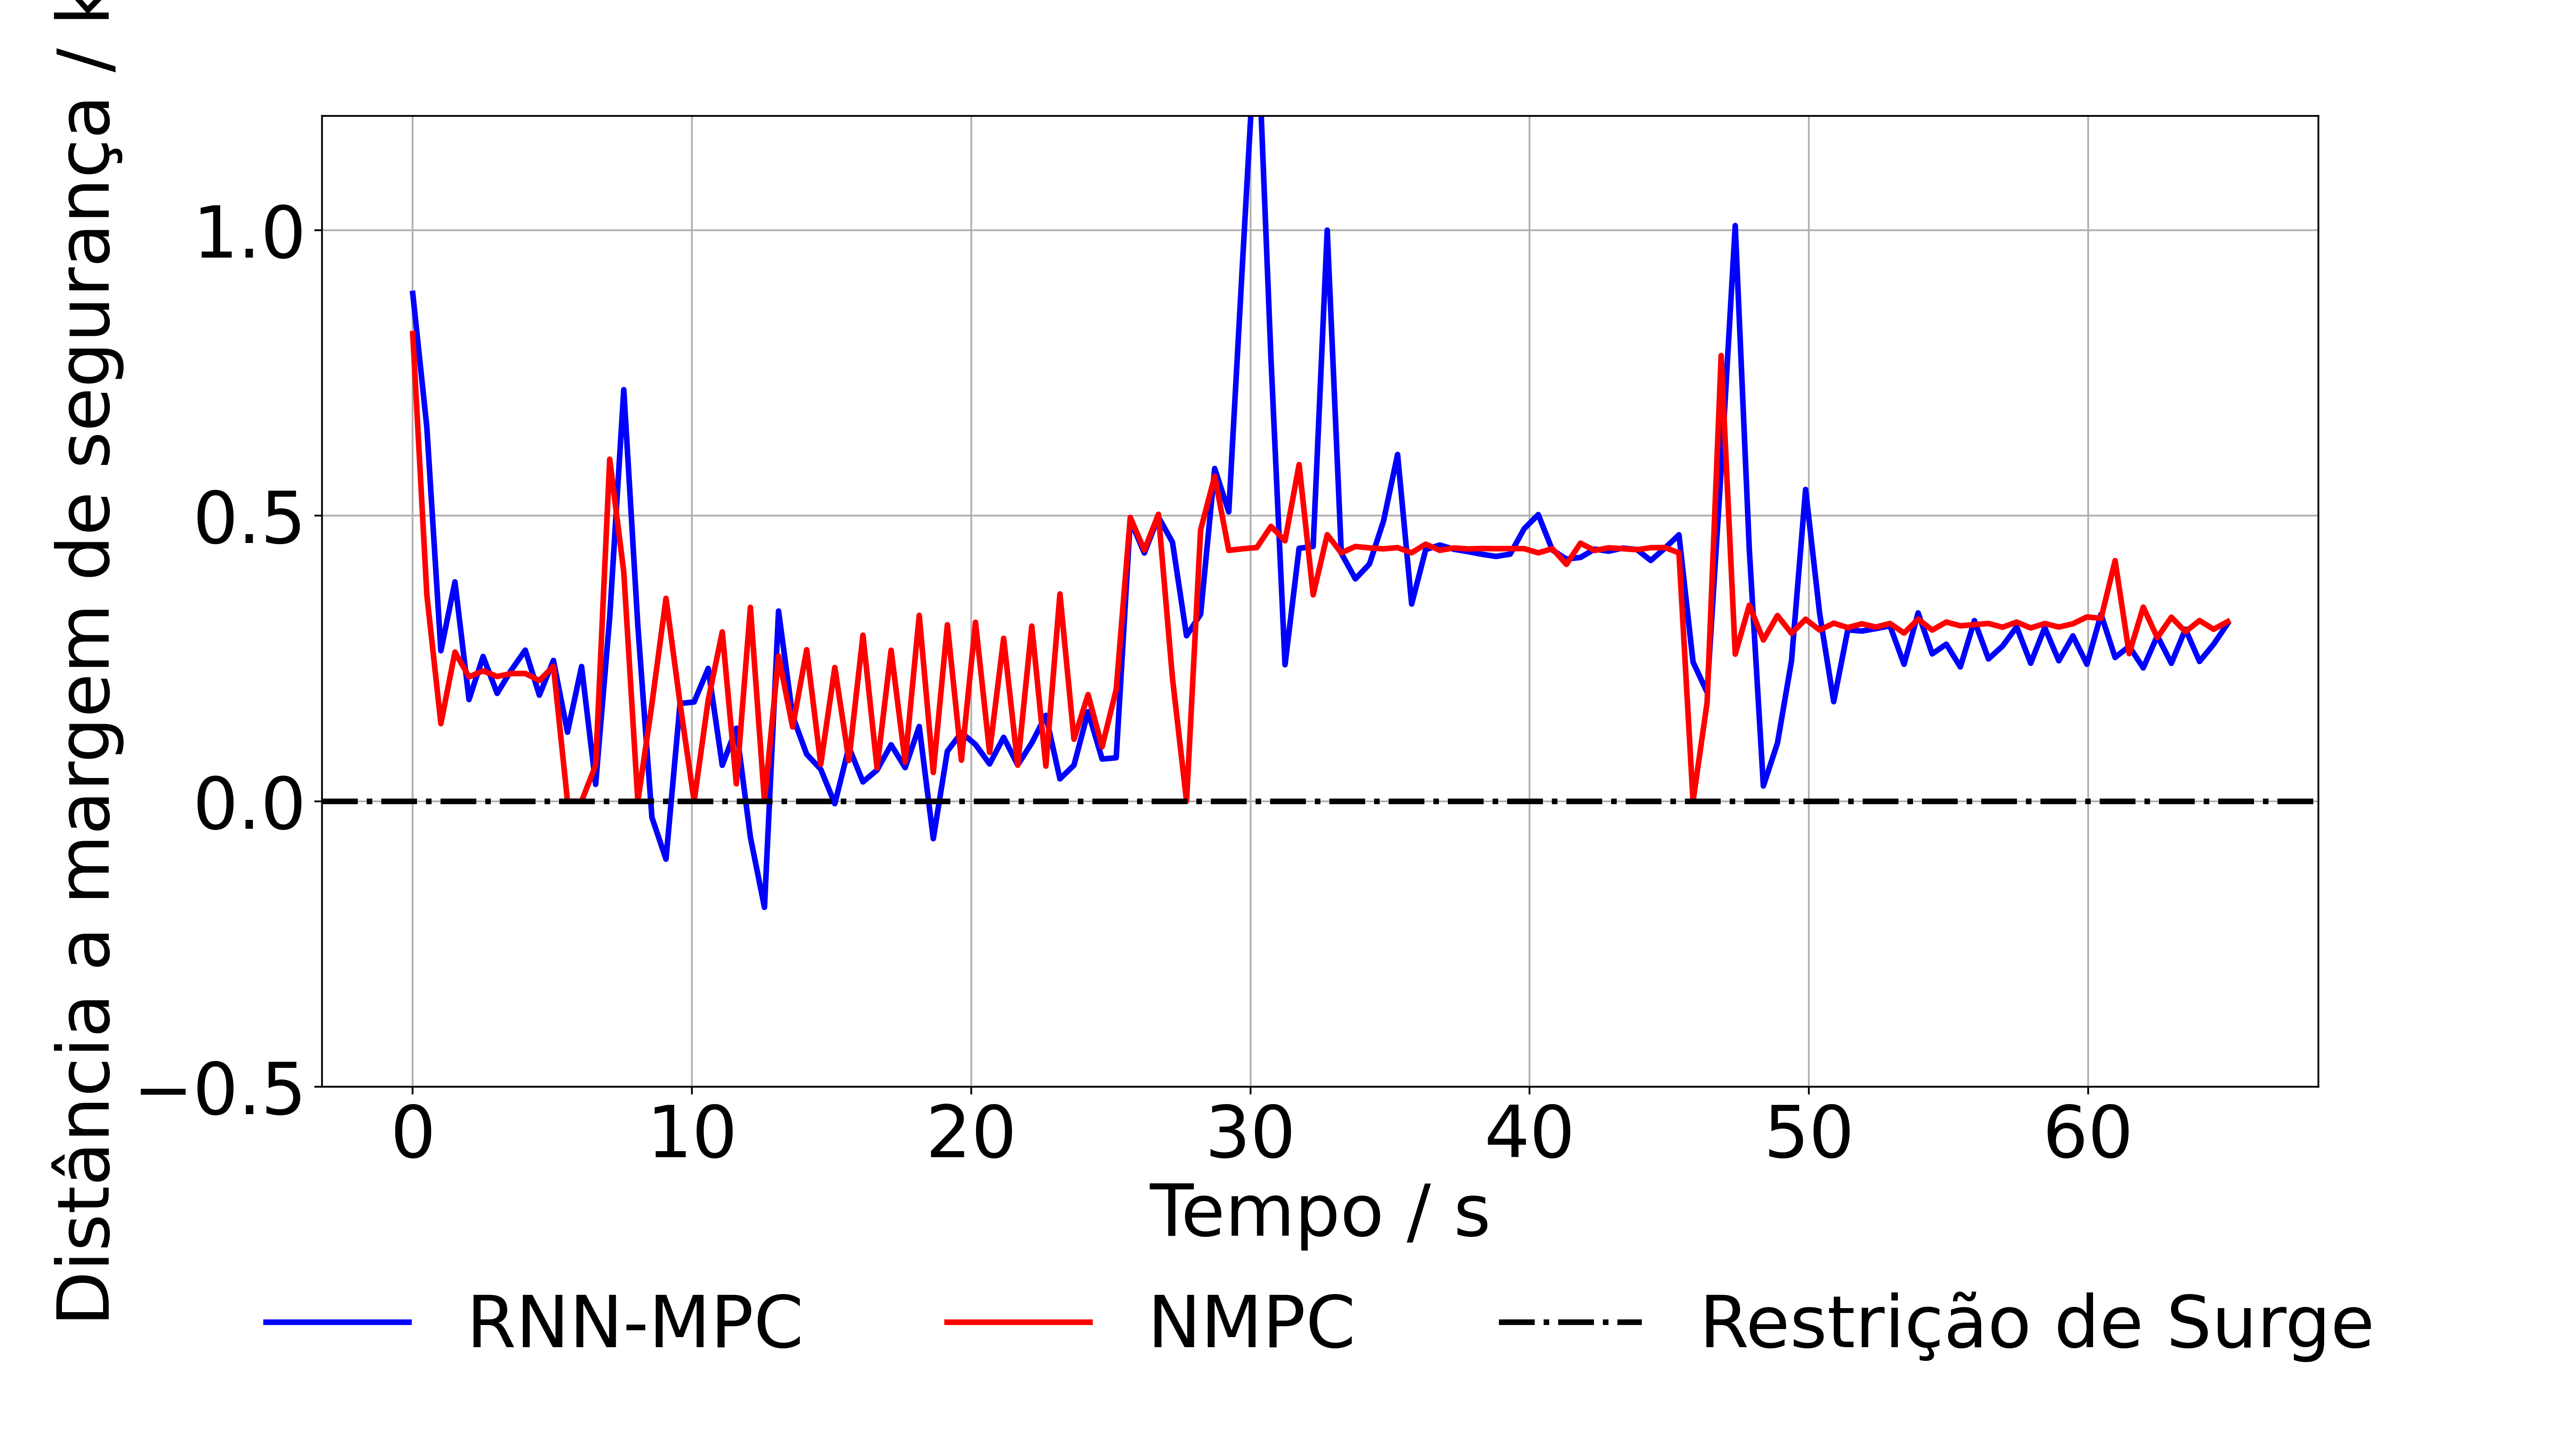 Distância a margem de segurança /
1.0
0.5
0.0
−0.5
0 10 20 30 40 50 60
Tempo / s
RNN-MPC NMPC Restrição de Surge